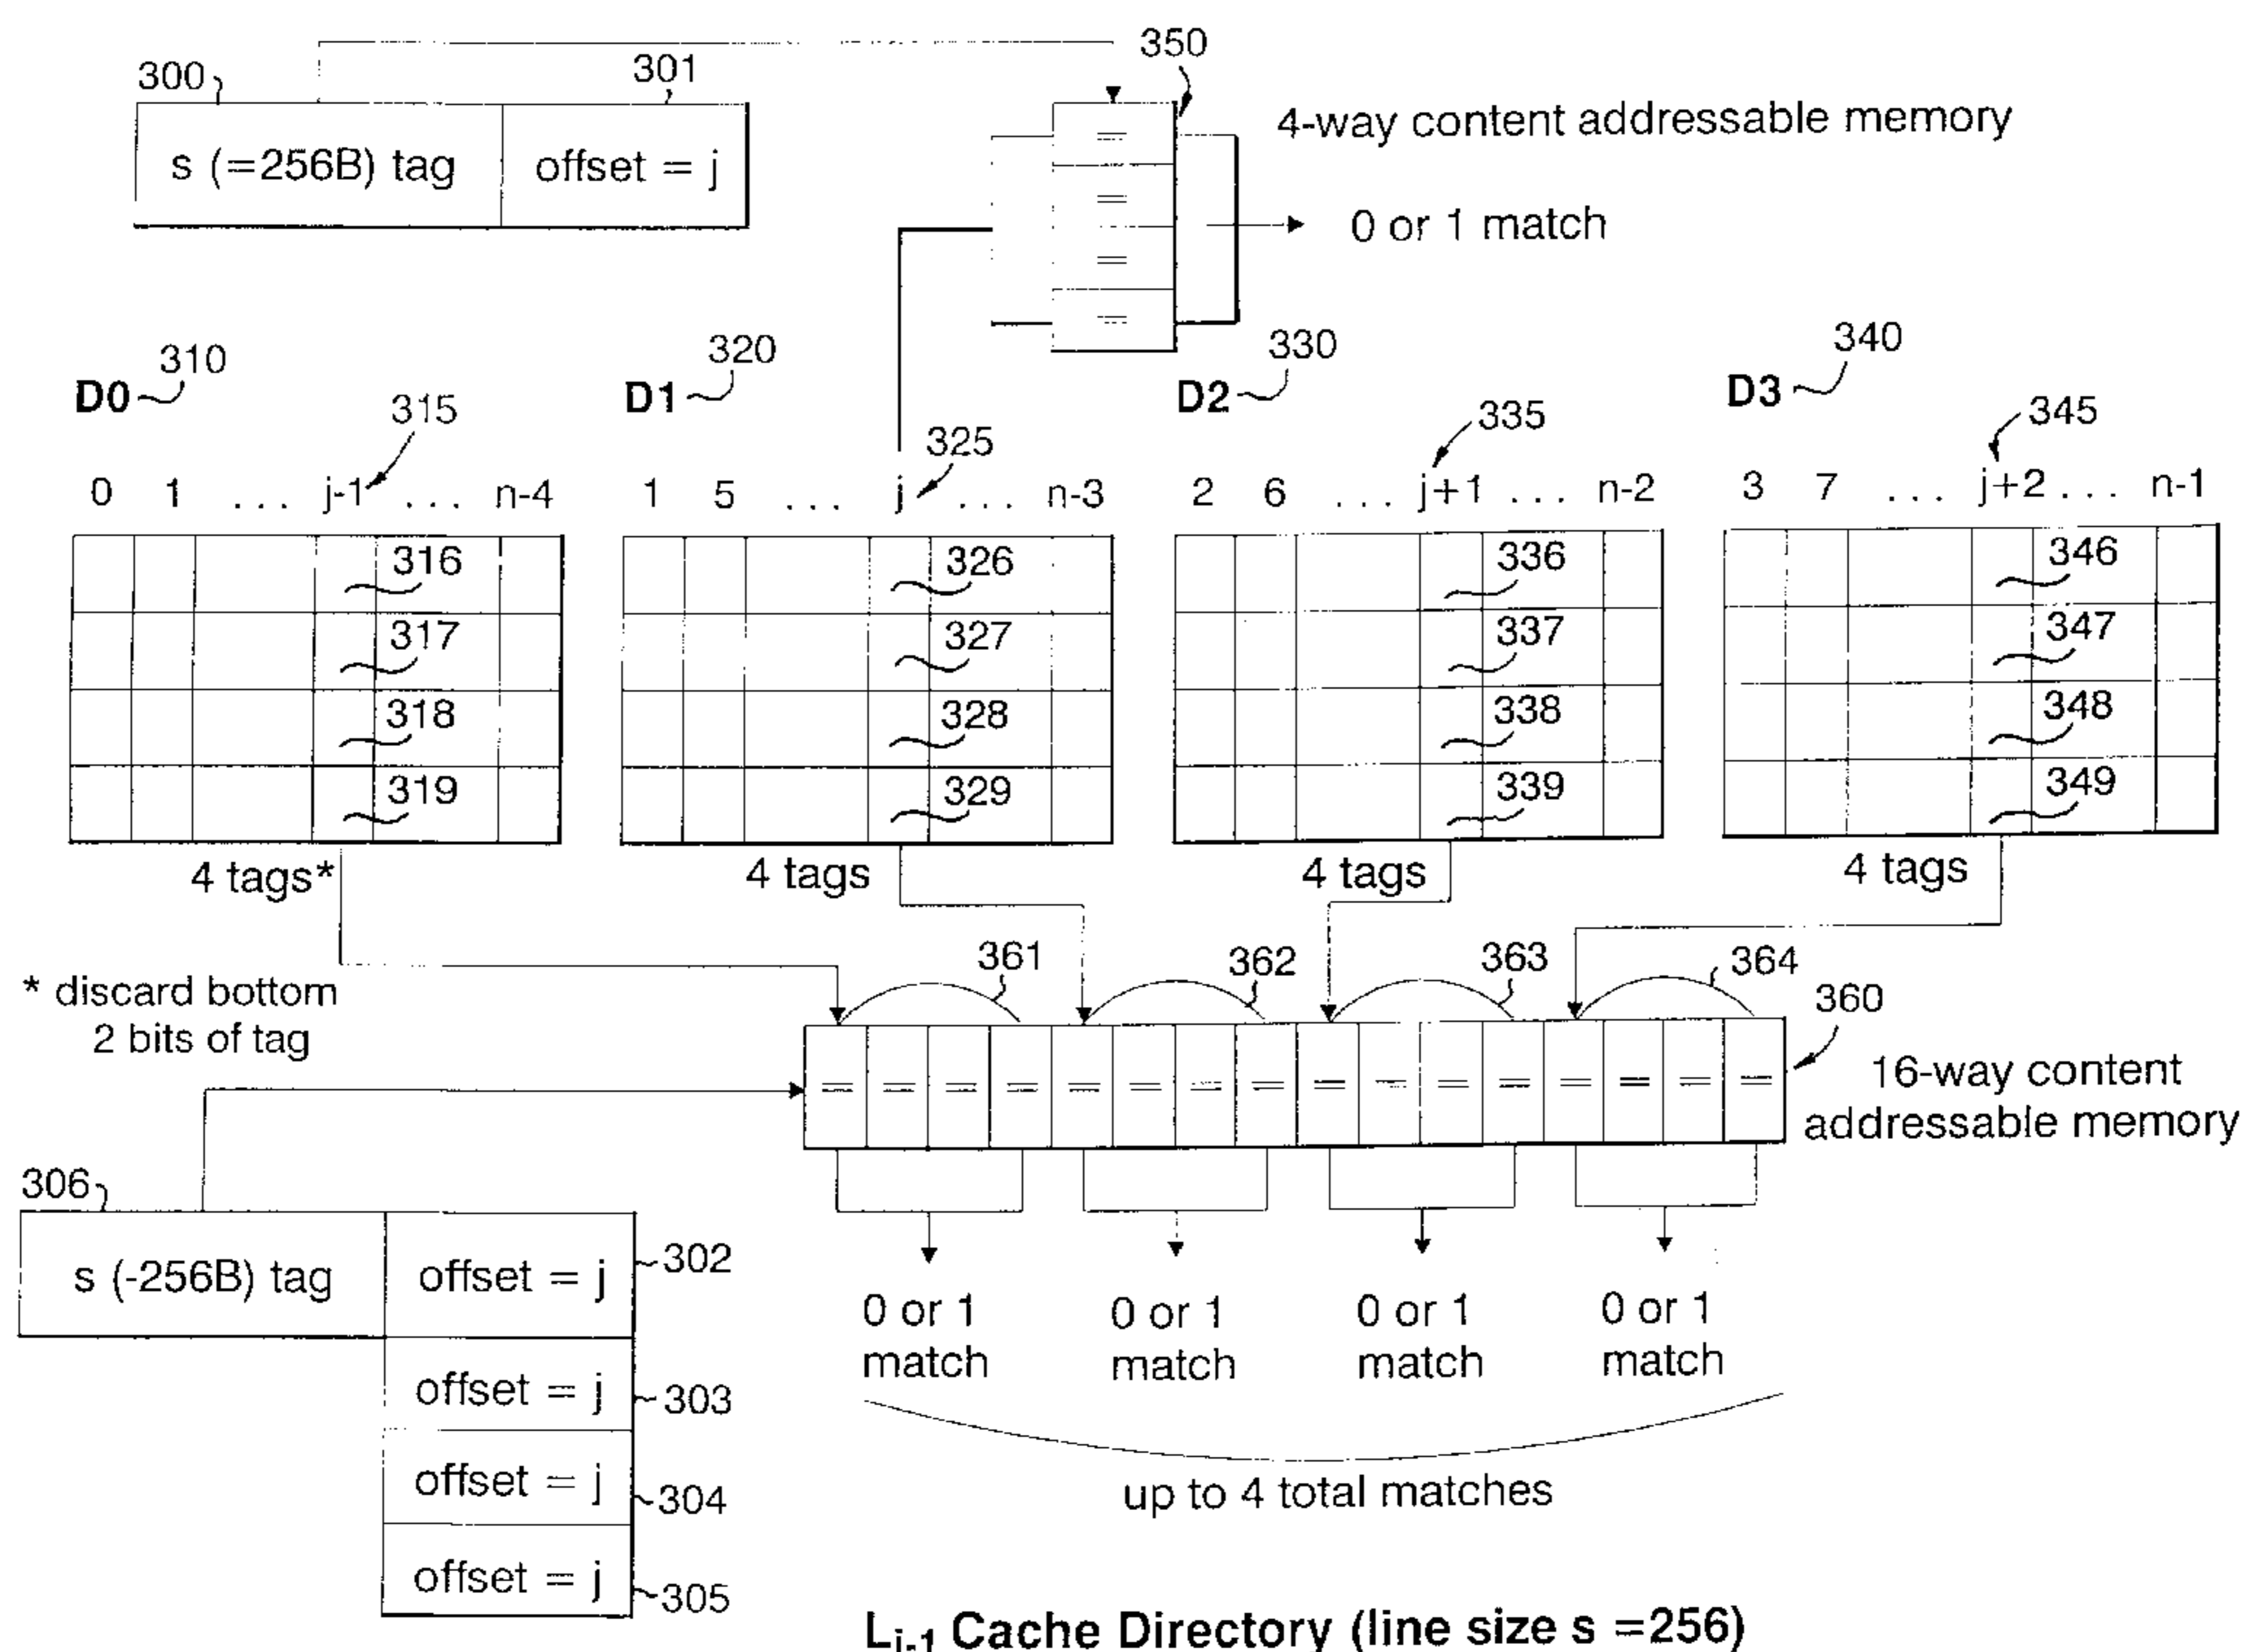 300
301
350
s (=256B) tag
offset = j
4-way content addressable memory
0 or 1 match
D0
310
D1
320
D2
330
D3
340
315
325
335
345
0 1 ... j-1 ... n-4
1 5 ... j ... n-3
2 6 ... j+1 ... n-2
3 7 ... j+2 ... n-1
=
=
=
=
316
326
336
346
317
327
337
347
318
328
338
348
319
329
339
349
4 tags*
4 tags
4 tags
4 tags
* discard bottom
2 bits of tag
361
362
363
364
360
= = = = = = = = = = = = = = = =
16-way content
addressable memory
306
s (-256B) tag
offset = j
302
offset = j
303
offset = j
304
offset = j
305
0 or 1
match
0 or 1
match
0 or 1
match
0 or 1
match
up to 4 total matches
Li-1 Cache Directory (line size s =256)